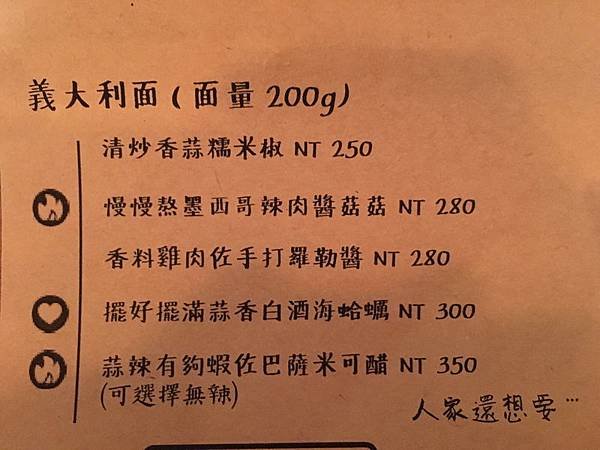 義大利面 ( 面量 200g)
清炒香蒜糯米椒 NT 250
慢慢熬墨西哥辣肉醬菇菇 NT 280
香料雞肉佐手打羅勒醬 NT 280
擺好擺滿蒜香白酒海蛤蠣 NT 300
蒜辣有夠蝦佐巴薩米可醋 NT 350
(可選擇無辣)
人家還想要…